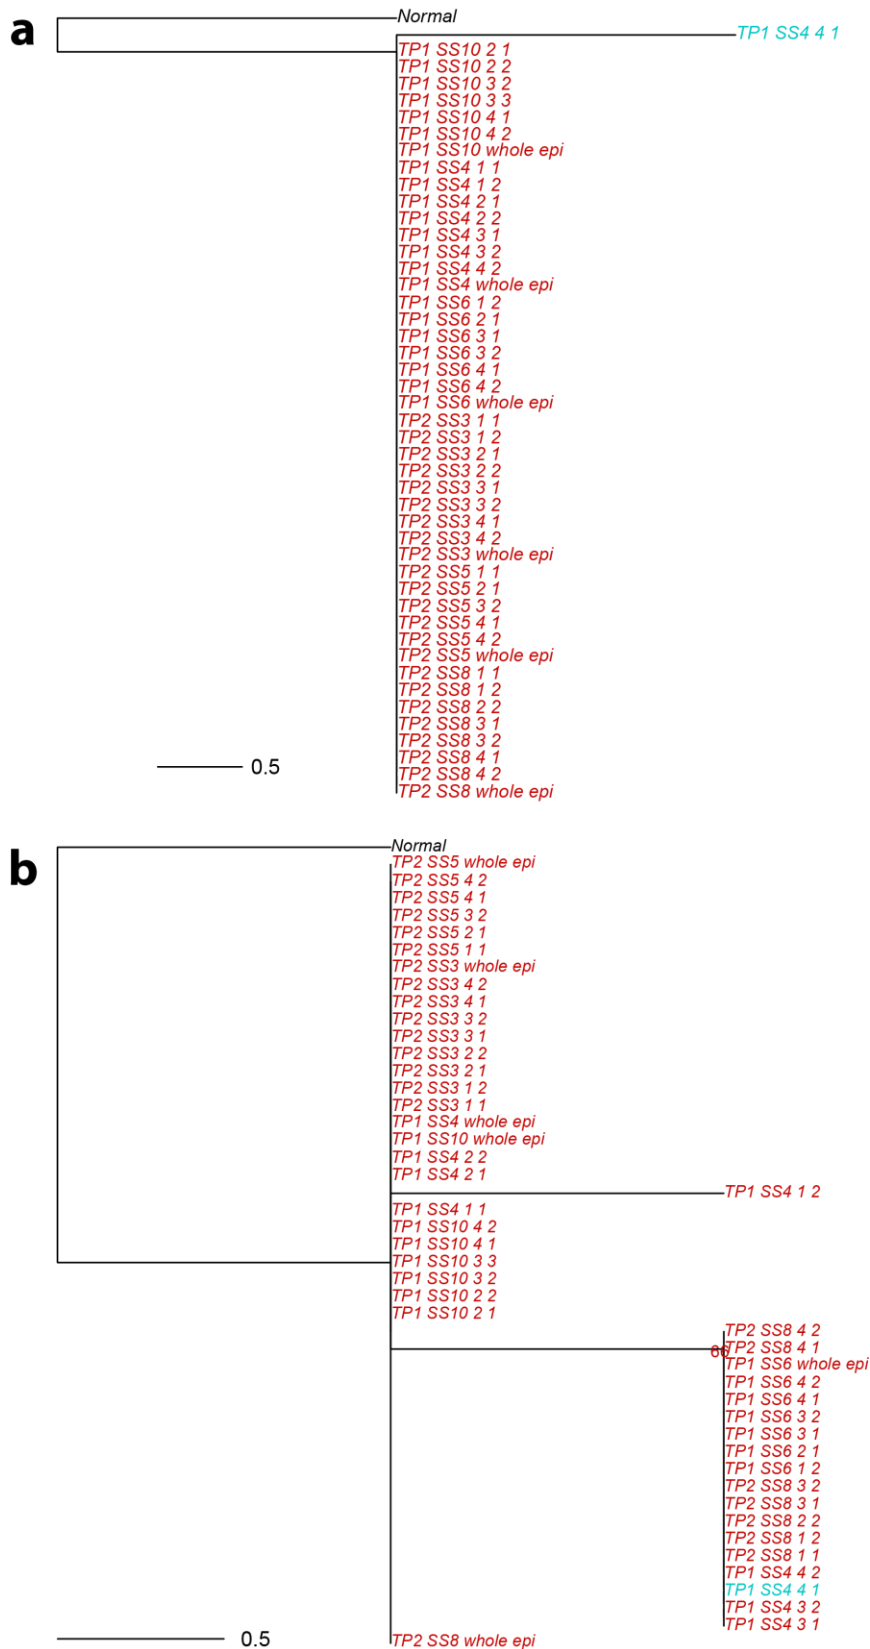 a
Normal
TP1 SS4 4 1
TP1 SS10 2 1
TP1 SS10 2 2
TP1 SS10 3 2
TP1 SS10 3 3
TP1 SS10 4 1
TP1 SS10 4 2
TP1 SS10 whole epi
TP1 SS4 1 1
TP1 SS4 1 2
TP1 SS4 2 1
TP1 SS4 2 2
TP1 SS4 3 1
TP1 SS4 3 2
TP1 SS4 4 2
TP1 SS4 whole epi
TP1 SS6 1 2
TP1 SS6 2 1
TP1 SS6 3 1
TP1 SS6 3 2
TP1 SS6 4 1
TP1 SS6 4 2
TP1 SS6 whole epi
TP2 SS3 1 1
TP2 SS3 1 2
TP2 SS3 2 1
TP2 SS3 2 2
TP2 SS3 3 1
TP2 SS3 3 2
TP2 SS3 4 1
TP2 SS3 4 2
TP2 SS3 whole epi
TP2 SS5 1 1
TP2 SS5 2 1
TP2 SS5 3 2
TP2 SS5 4 1
TP2 SS5 4 2
TP2 SS5 whole epi
TP2 SS8 1 1
TP2 SS8 1 2
TP2 SS8 2 2
TP2 SS8 3 1
TP2 SS8 3 2
TP2 SS8 4 1
TP2 SS8 4 2
TP2 SS8 whole epi
0.5
b
Normal
TP2 SS5 whole epi
TP2 SS5 4 2
TP2 SS5 4 1
TP2 SS5 3 2
TP2 SS5 2 1
TP2 SS5 1 1
TP2 SS3 whole epi
TP2 SS3 4 2
TP2 SS3 4 1
TP2 SS3 3 2
TP2 SS3 3 1
TP2 SS3 2 2
TP2 SS3 2 1
TP2 SS3 1 2
TP2 SS3 1 1
TP1 SS4 whole epi
TP1 SS10 whole epi
TP1 SS4 2 2
TP1 SS4 2 1
TP1 SS4 1 2
TP1 SS4 1 1
TP1 SS10 4 2
TP1 SS10 4 1
TP1 SS10 3 3
TP1 SS10 3 2
TP1 SS10 2 2
TP1 SS10 2 1
TP2 SS8 4 2
TP2 SS8 4 1
66
TP1 SS6 whole epi
TP1 SS6 4 2
TP1 SS6 4 1
TP1 SS6 3 2
TP1 SS6 3 1
TP1 SS6 2 1
TP1 SS6 1 2
TP2 SS8 3 2
TP2 SS8 3 1
TP2 SS8 2 2
TP2 SS8 1 2
TP2 SS8 1 1
TP1 SS4 4 2
TP1 SS4 4 1
TP1 SS4 3 2
TP1 SS4 3 1
TP2 SS8 whole epi
0.5